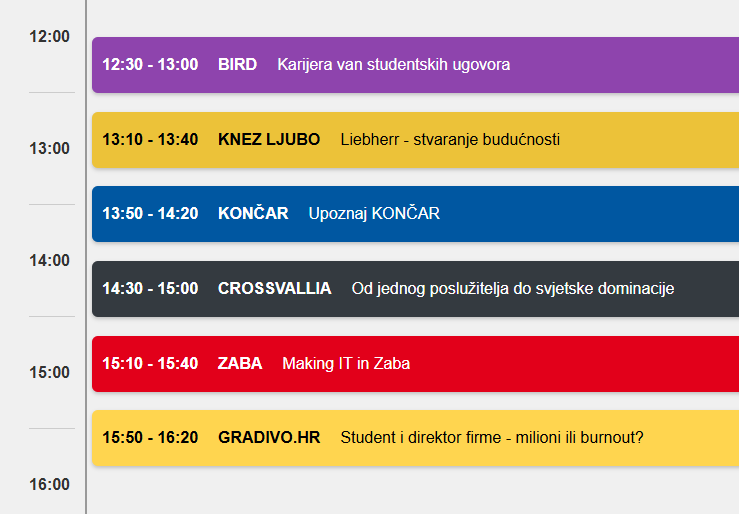 12:00
12:30 - 13:00 BIRD Karijera van studentskih ugovora
13:00
13:10 - 13:40 KNEZ LJUBO Liebherr - stvaranje budućnosti
13:50 - 14:20 KONČAR Upoznaj KONČAR
14:00
14:30 - 15:00 CROSSVALLIA Od jednog poslužitelja do svjetske dominacije
15:00
15:10 - 15:40 ZABA Making IT in Zaba
15:50 - 16:20 GRADIVO.HR Student i direktor firme - milioni ili burnout?
16:00